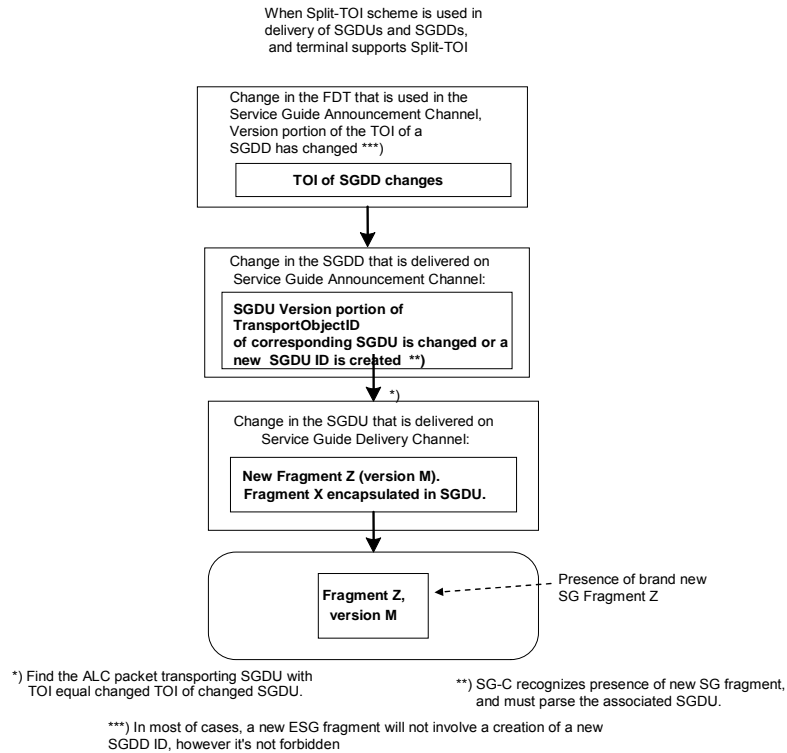 When Split-TOI scheme is used in
delivery of SGDUs and SGDDs,
and terminal supports Split-TOI
Change in the FDT that is used in the
Service Guide Announcement Channel,
Version portion of the TOI of a
SGDD has changed ***)
TOI of SGDD changes
Change in the SGDD that is delivered on
Service Guide Announcement Channel:
SGDU Version portion of
TransportObjectID
of corresponding SGDU is changed or a
new SGDU ID is created **)
*)
Change in the SGDU that is delivered on
Service Guide Delivery Channel:
New Fragment Z (version M).
Fragment X encapsulated in SGDU.
Fragment Z,
version M
Presence of brand new
SG Fragment Z
*) Find the ALC packet transporting SGDU with
TOI equal changed TOI of changed SGDU.
**) SG-C recognizes presence of new SG fragment,
and must parse the associated SGDU.
***) In most of cases, a new ESG fragment will not involve a creation of a new
SGDD ID, however it's not forbidden